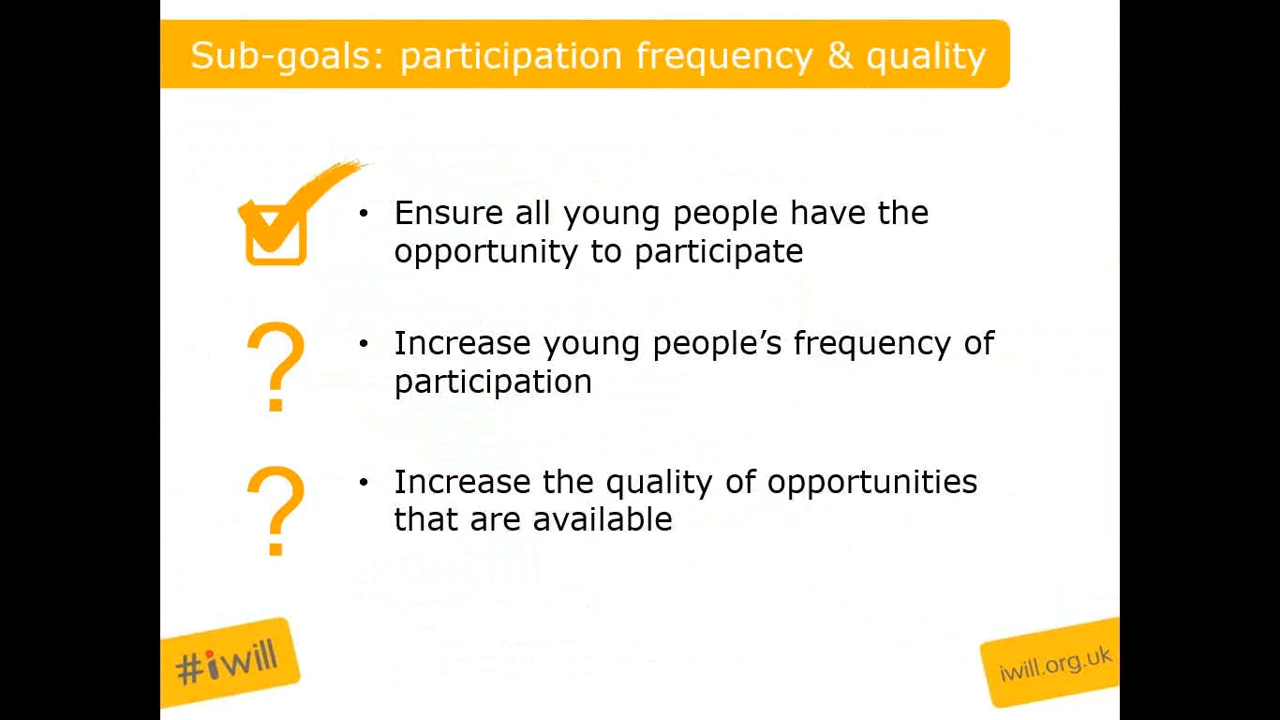 Sub-goals: participation frequency & quality
• Ensure all young people have the
opportunity to participate
? • Increase young people’s frequency of
participation
? • Increase the quality of opportunities
that are available
#iwill
iwill.org.uk